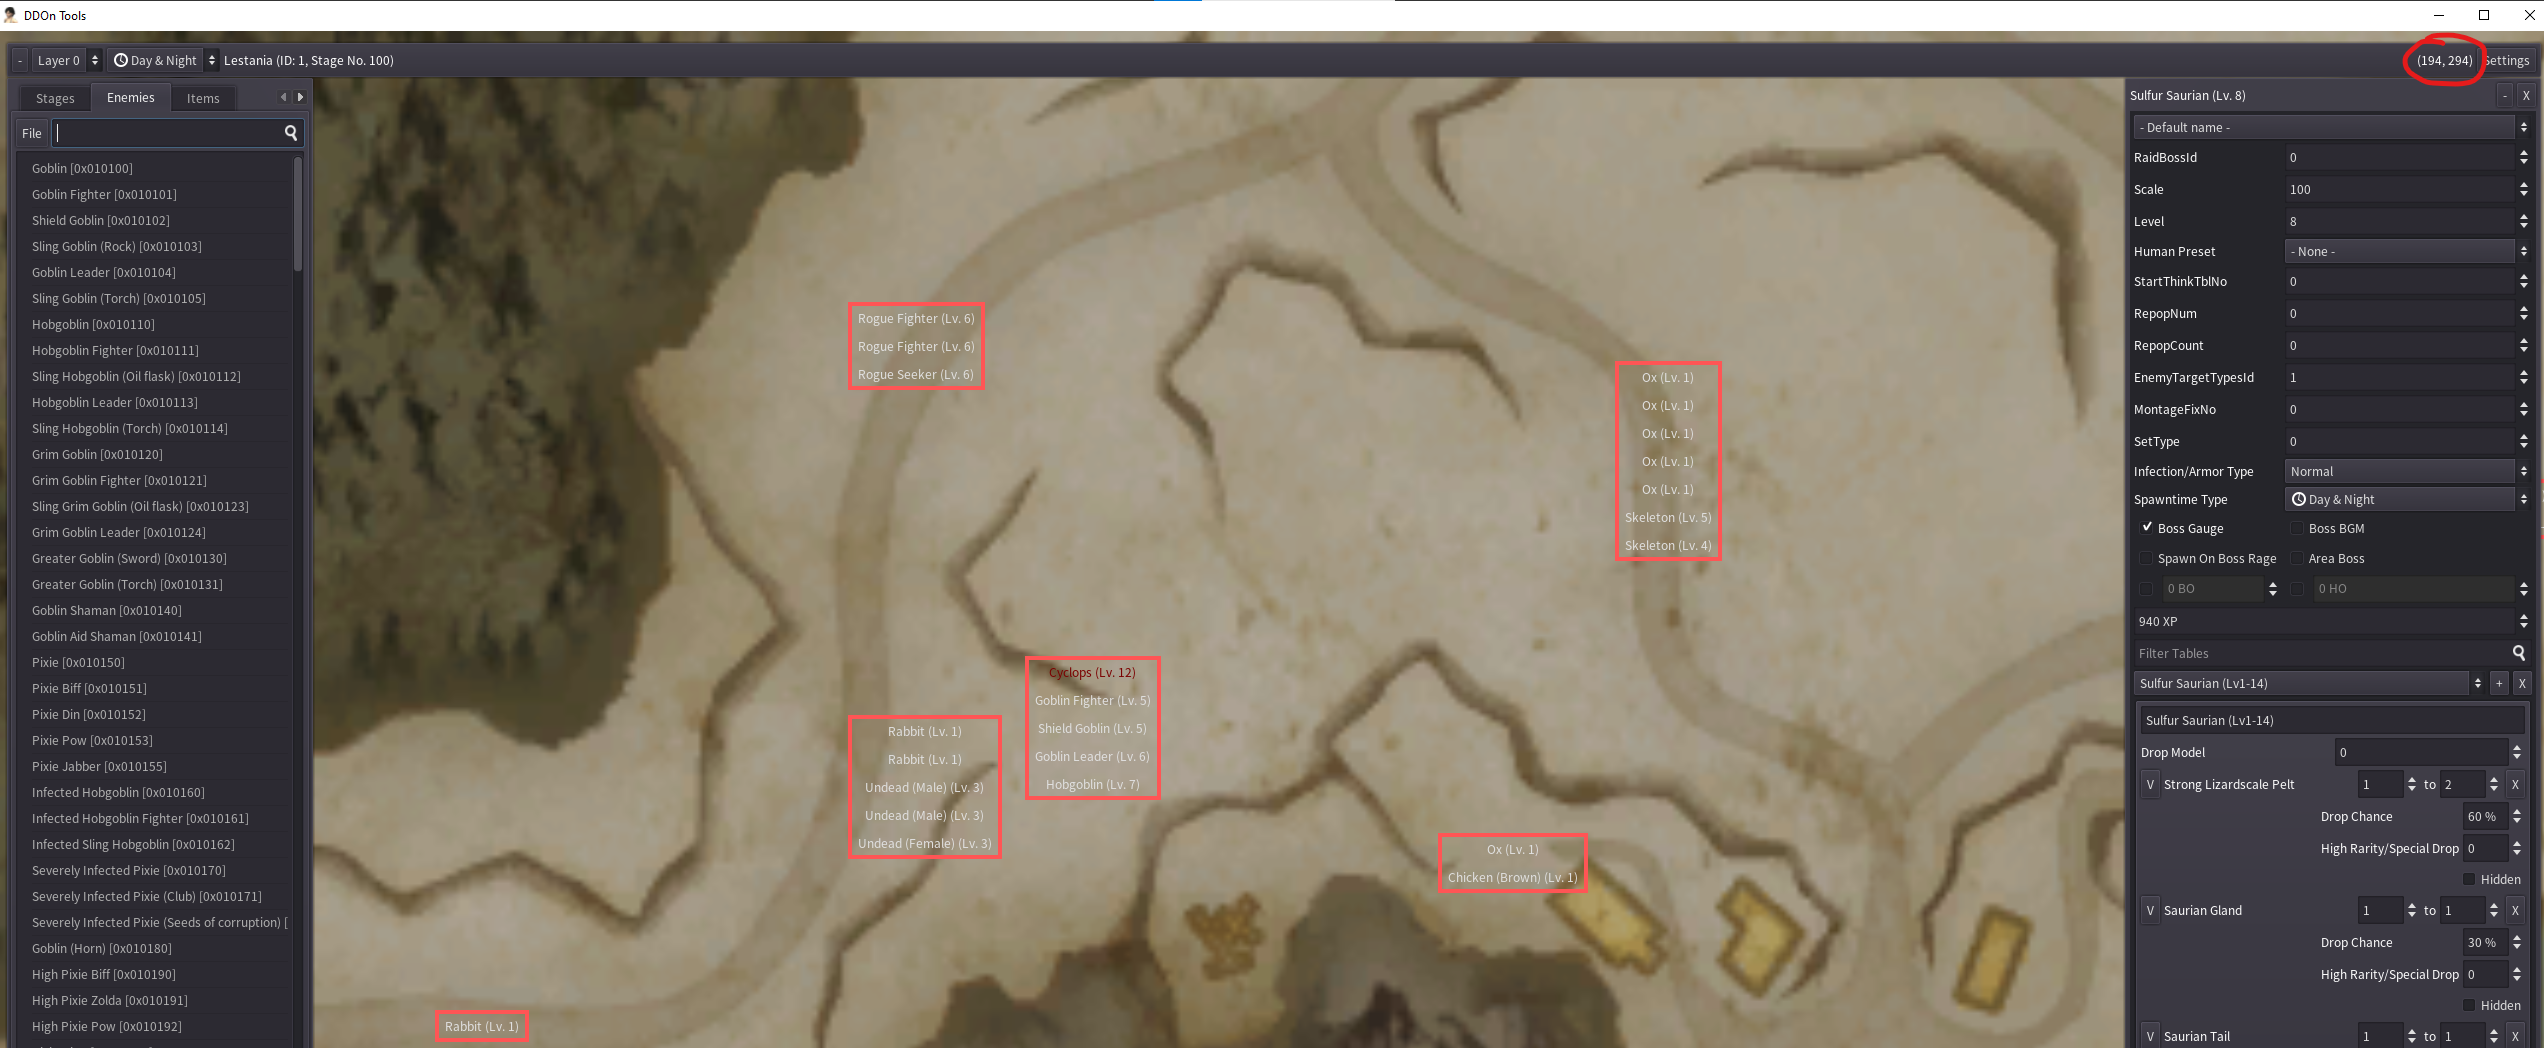 DDOn Tools
- Layer 0 Day & Night Lestania (ID: 1, Stage No. 100) (194, 294) Settings
Stages Enemies Items
File
Goblin [0x010100]
Goblin Fighter [0x010101]
Shield Goblin [0x010102]
Sling Goblin (Rock) [0x010103]
Goblin Leader [0x010104]
Sling Goblin (Torch) [0x010105]
Hobgoblin [0x010110]
Hobgoblin Fighter [0x010111]
Sling Hobgoblin (Oil flask) [0x010112]
Hobgoblin Leader [0x010113]
Sling Hobgoblin (Torch) [0x010114]
Grim Goblin [0x010120]
Grim Goblin Fighter [0x010121]
Sling Grim Goblin (Oil flask) [0x010123]
Grim Goblin Leader [0x010124]
Greater Goblin (Sword) [0x010130]
Greater Goblin (Torch) [0x010131]
Goblin Shaman [0x010140]
Goblin Aid Shaman [0x010141]
Pixie [0x010150]
Pixie Biff [0x010151]
Pixie Din [0x010152]
Pixie Pow [0x010153]
Pixie Jabber [0x010155]
Infected Hobgoblin [0x010160]
Infected Hobgoblin Fighter [0x010161]
Infected Sling Hobgoblin [0x010162]
Severely Infected Pixie [0x010170]
Severely Infected Pixie (Club) [0x010171]
Severely Infected Pixie (Seeds of corruption) [
Goblin (Horn) [0x010180]
High Pixie Biff [0x010190]
High Pixie Zolda [0x010191]
High Pixie Pow [0x010192]
Rogue Fighter (Lv. 6)
Rogue Fighter (Lv. 6)
Rogue Seeker (Lv. 6)
Ox (Lv. 1)
Ox (Lv. 1)
Ox (Lv. 1)
Ox (Lv. 1)
Ox (Lv. 1)
Skeleton (Lv. 5)
Skeleton (Lv. 4)
Cyclops (Lv. 12)
Goblin Fighter (Lv. 5)
Shield Goblin (Lv. 5)
Goblin Leader (Lv. 6)
Hobgoblin (Lv. 7)
Rabbit (Lv. 1)
Rabbit (Lv. 1)
Undead (Male) (Lv. 3)
Undead (Male) (Lv. 3)
Undead (Female) (Lv. 3)
Ox (Lv. 1)
Chicken (Brown) (Lv. 1)
Rabbit (Lv. 1)
Sulfur Saurian (Lv. 8) - X
- Default name -
RaidBossId 0
Scale 100
Level 8
Human Preset - None -
StartThinkTblNo 0
RepopNum 0
RepopCount 0
EnemyTargetTypesId 1
MontageFixNo 0
SetType 0
Infection/Armor Type Normal
Spawntime Type Day & Night
Boss Gauge Boss BGM
Spawn On Boss Rage Area Boss
0 BO 0 HO
940 XP
Filter Tables
Sulfur Saurian (Lv1-14) + X
Sulfur Saurian (Lv1-14)
Drop Model 0
V Strong Lizardscale Pelt 1 to 2 X
Drop Chance 60 %
High Rarity/Special Drop 0
Hidden
V Saurian Gland 1 to 1 X
Drop Chance 30 %
High Rarity/Special Drop 0
Hidden
V Saurian Tail 1 to 1 X